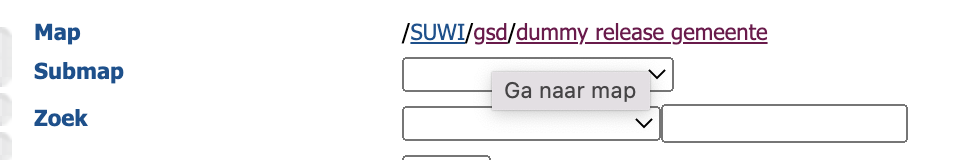 Map /SUWI/gsd/dummy release gemeente
Submap
Ga naar map
Zoek